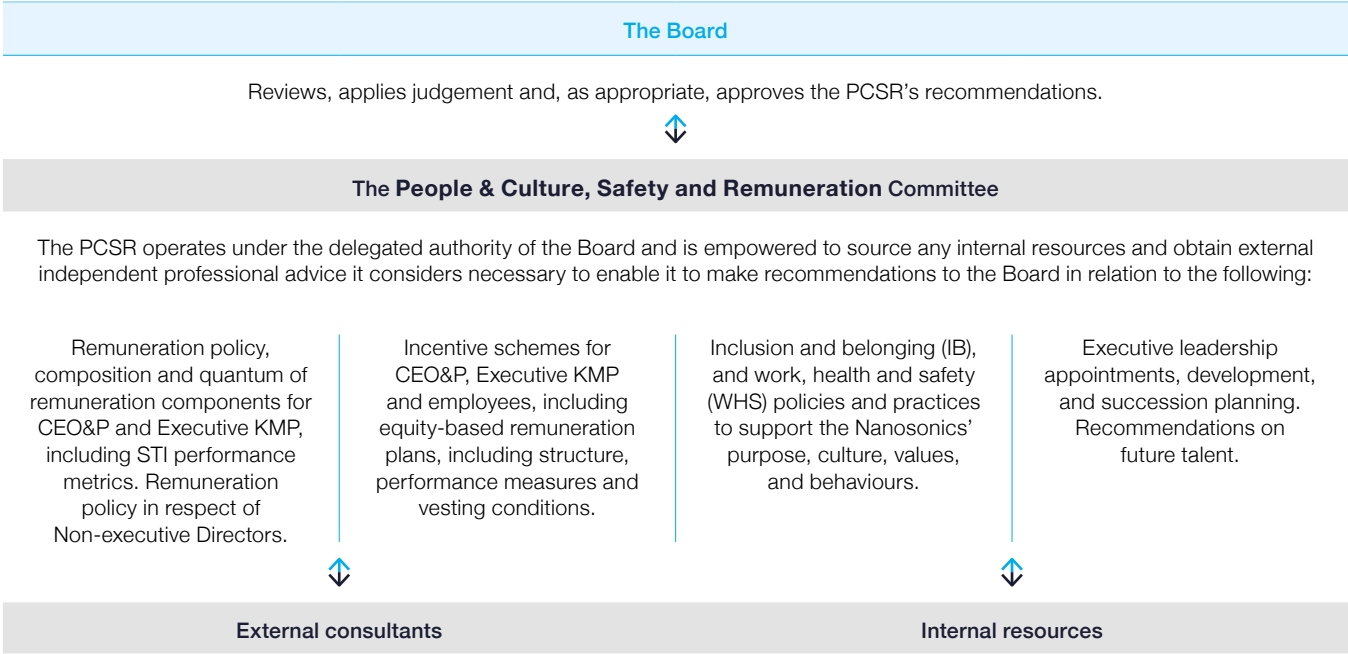 The Board
Reviews, applies judgement and, as appropriate, approves the PCSR's recommendations.
The People & Culture, Safety and Remuneration Committee
The PCSR operates under the delegated authority of the Board and is empowered to source any internal resources and obtain external
independent professional advice it considers necessary to enable it to make recommendations to the Board in relation to the following:
Remuneration policy,
composition and quantum of
remuneration components for
CEO&P and Executive KMP,
including STI performance
metrics. Remuneration
policy in respect of
Non-executive Directors.
Incentive schemes for
CEO&P, Executive KMP
and employees, including
equity-based remuneration
plans, including structure,
performance measures and
vesting conditions.
Inclusion and belonging (IB),
and work, health and safety
(WHS) policies and practices
to support the Nanosonics'
purpose, culture, values,
and behaviours.
Executive leadership
appointments, development,
and succession planning.
Recommendations on
future talent.
External consultants
Internal resources